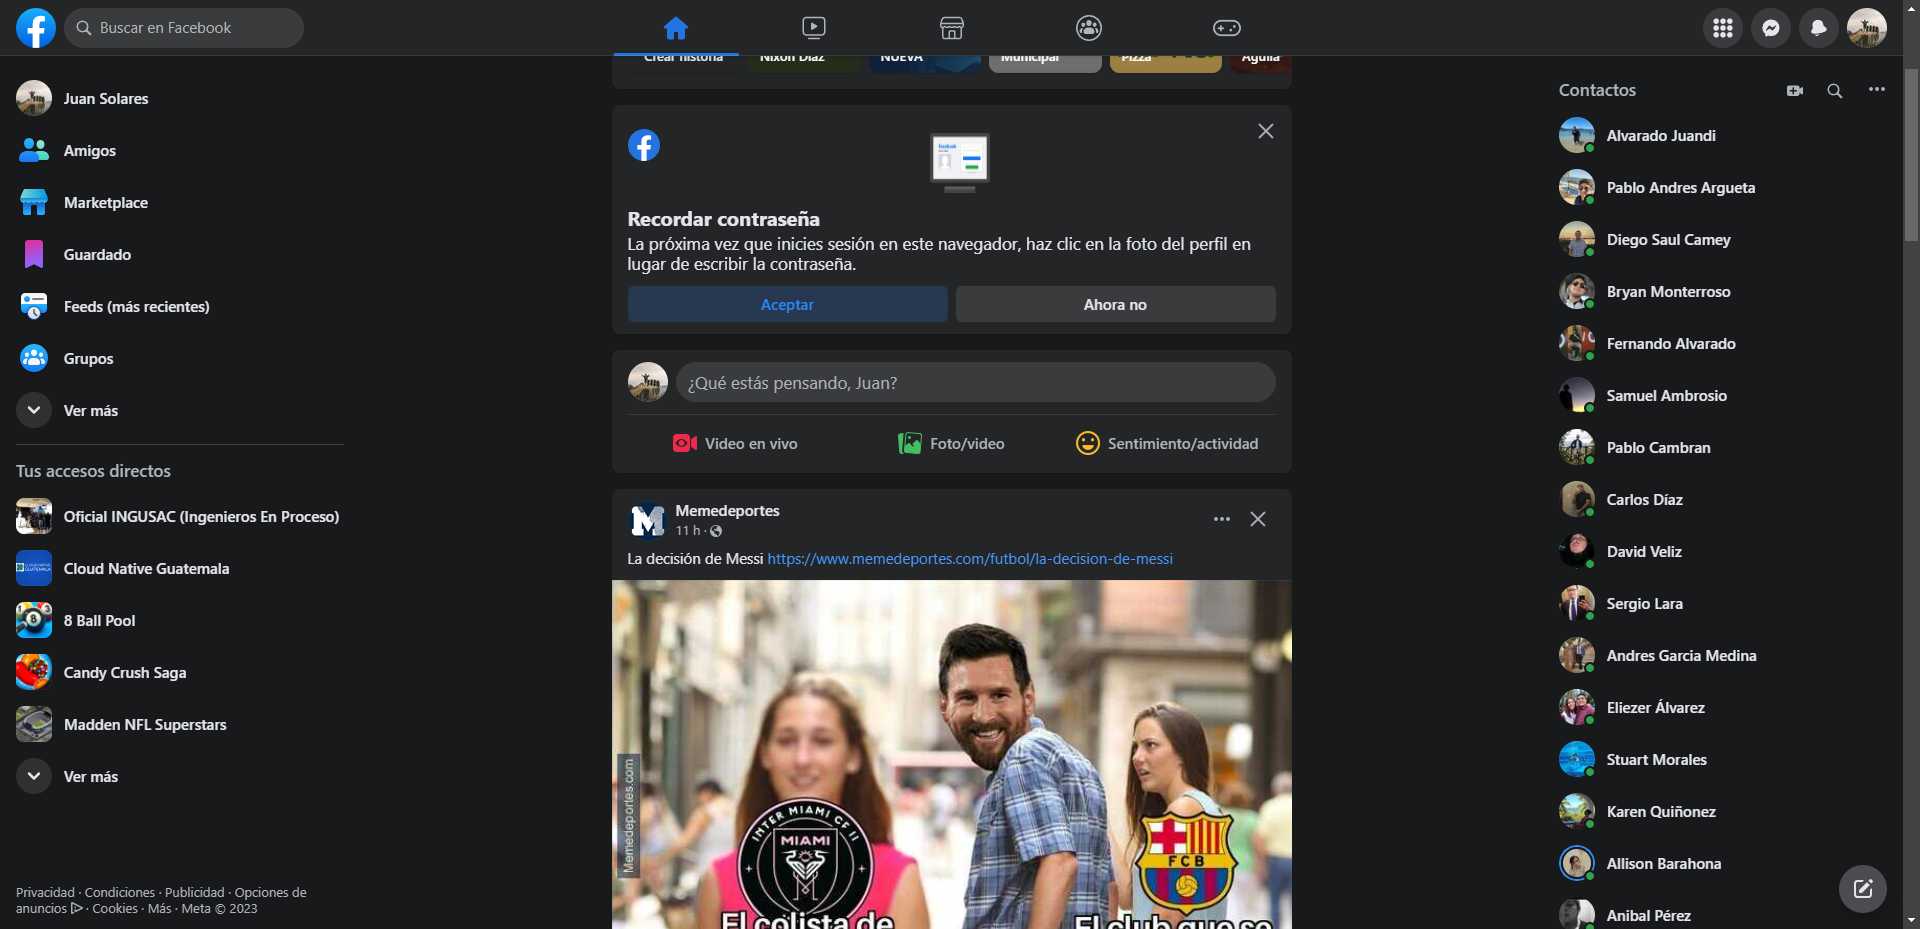 Buscar en Facebook
Crear historia
Nixon Diaz
NUEVA
Municipal
Pizza
Aguila
Juan Solares
Amigos
Marketplace
Guardado
Feeds (más recientes)
Grupos
Ver más
Tus accesos directos
Oficial INGUSAC (Ingenieros En Proceso)
Cloud Native Guatemala
8 Ball Pool
Candy Crush Saga
Madden NFL Superstars
Ver más
Privacidad · Condiciones · Publicidad · Opciones de
anuncios · Cookies · Más · Meta © 2023
Recordar contraseña
La próxima vez que inicies sesión en este navegador, haz clic en la foto del perfil en
lugar de escribir la contraseña.
Aceptar
Ahora no
¿Qué estás pensando, Juan?
Video en vivo
Foto/video
Sentimiento/actividad
Memedeportes
11 h ·
La decisión de Messi https://www.memedeportes.com/futbol/la-decision-de-messi
Memedeportes.com
INTER MIAMI CF
MIAMI
FCB
El colista de
El club que se
Contactos
Alvarado Juandi
Pablo Andres Argueta
Diego Saul Camey
Bryan Monterroso
Fernando Alvarado
Samuel Ambrosio
Pablo Cambran
Carlos Díaz
David Veliz
Sergio Lara
Andres Garcia Medina
Eliezer Álvarez
Stuart Morales
Karen Quiñonez
Allison Barahona
Anibal Pérez